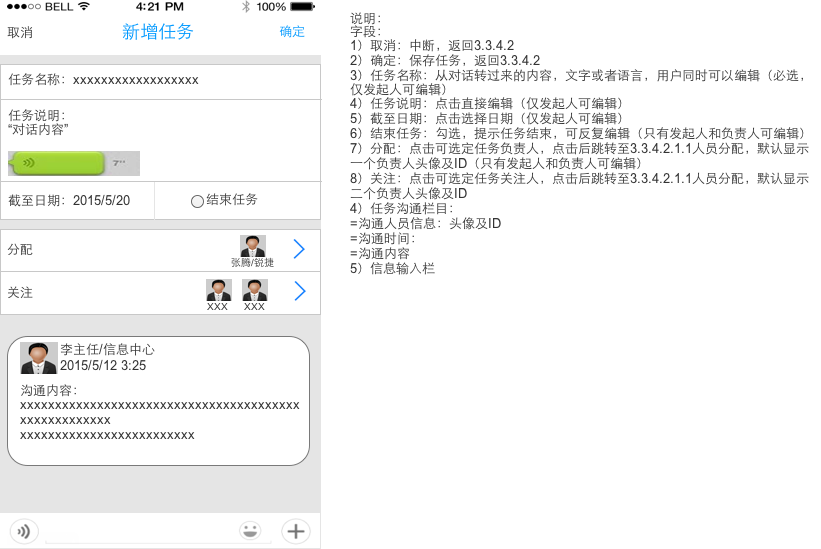 BELL 4:21 PM 100%
取消 新增任务 确定
任务名称：xxxxxxxxxxxxxxxxxx
任务说明：
“对话内容”
7''
截至日期：2015/5/20 结束任务
分配
张腾/锐捷
关注
XXX XXX
李主任/信息中心
2015/5/12 3:25
沟通内容：
xxxxxxxxxxxxxxxxxxxxxxxxxxxxxxxxxxxxxxxx
xxxxxxxxxxxxx
xxxxxxxxxxxxxxxxxxxxxxxxx
说明：
字段：
1）取消：中断，返回3.3.4.2
2）确定：保存任务，返回3.3.4.2
3）任务名称：从对话转过来的内容，文字或者语言，用户同时可以编辑（必选，
仅发起人可编辑）
4）任务说明：点击直接编辑（仅发起人可编辑）
5）截至日期：点击选择日期（仅发起人可编辑）
6）结束任务：勾选，提示任务结束，可反复编辑（只有发起人和负责人可编辑）
7）分配：点击可选定任务负责人，点击后跳转至3.3.4.2.1.1人员分配，默认显示
一个负责人头像及ID（只有发起人和负责人可编辑）
8）关注：点击可选定任务关注人，点击后跳转至3.3.4.2.1.1人员分配，默认显示
二个负责人头像及ID
4）任务沟通栏目：
=沟通人员信息：头像及ID
=沟通时间：
=沟通内容
5）信息输入栏